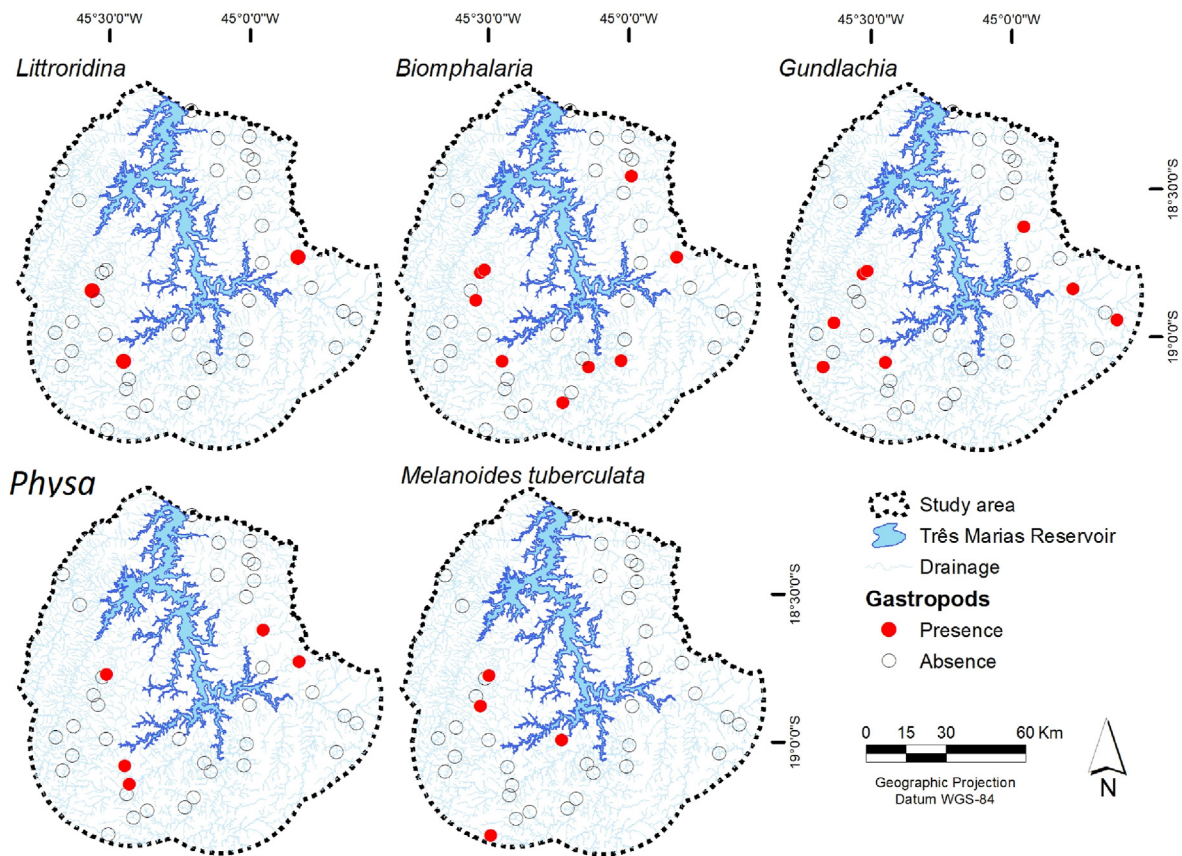 45°30'0"W 45°0'0"W 45°30'0"W 45°0'0"W 45°30'0"W 45°0'0"W
Littroridina Biomphalaria Gundlachia
18°30'0"S
19°0'0"S
Physa Melanoides tuberculata
18°30'0"S
19°0'0"S
Study area
Três Marias Reservoir
Drainage
Gastropods
Presence
Absence
0 15 30 60 Km
Geographic Projection
Datum WGS-84
N